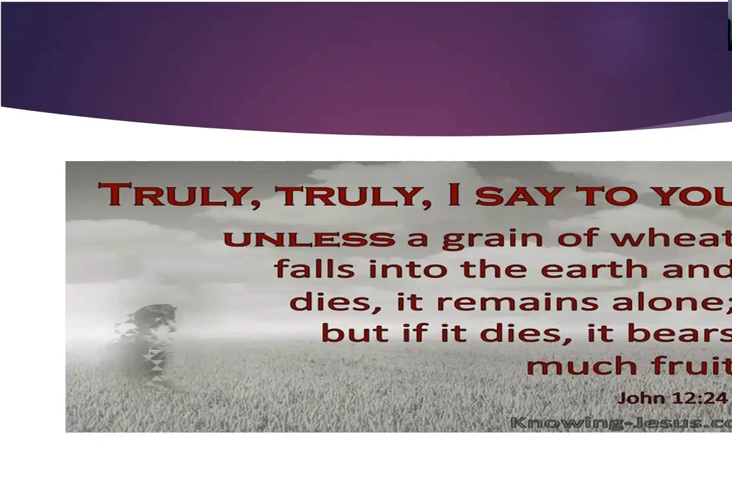 TRULY, TRULY, I SAY TO YOU
UNLESS a grain of wheat
falls into the earth and
dies, it remains alone;
but if it dies, it bears
much fruit
John 12:24
Knowing-Jesus.co